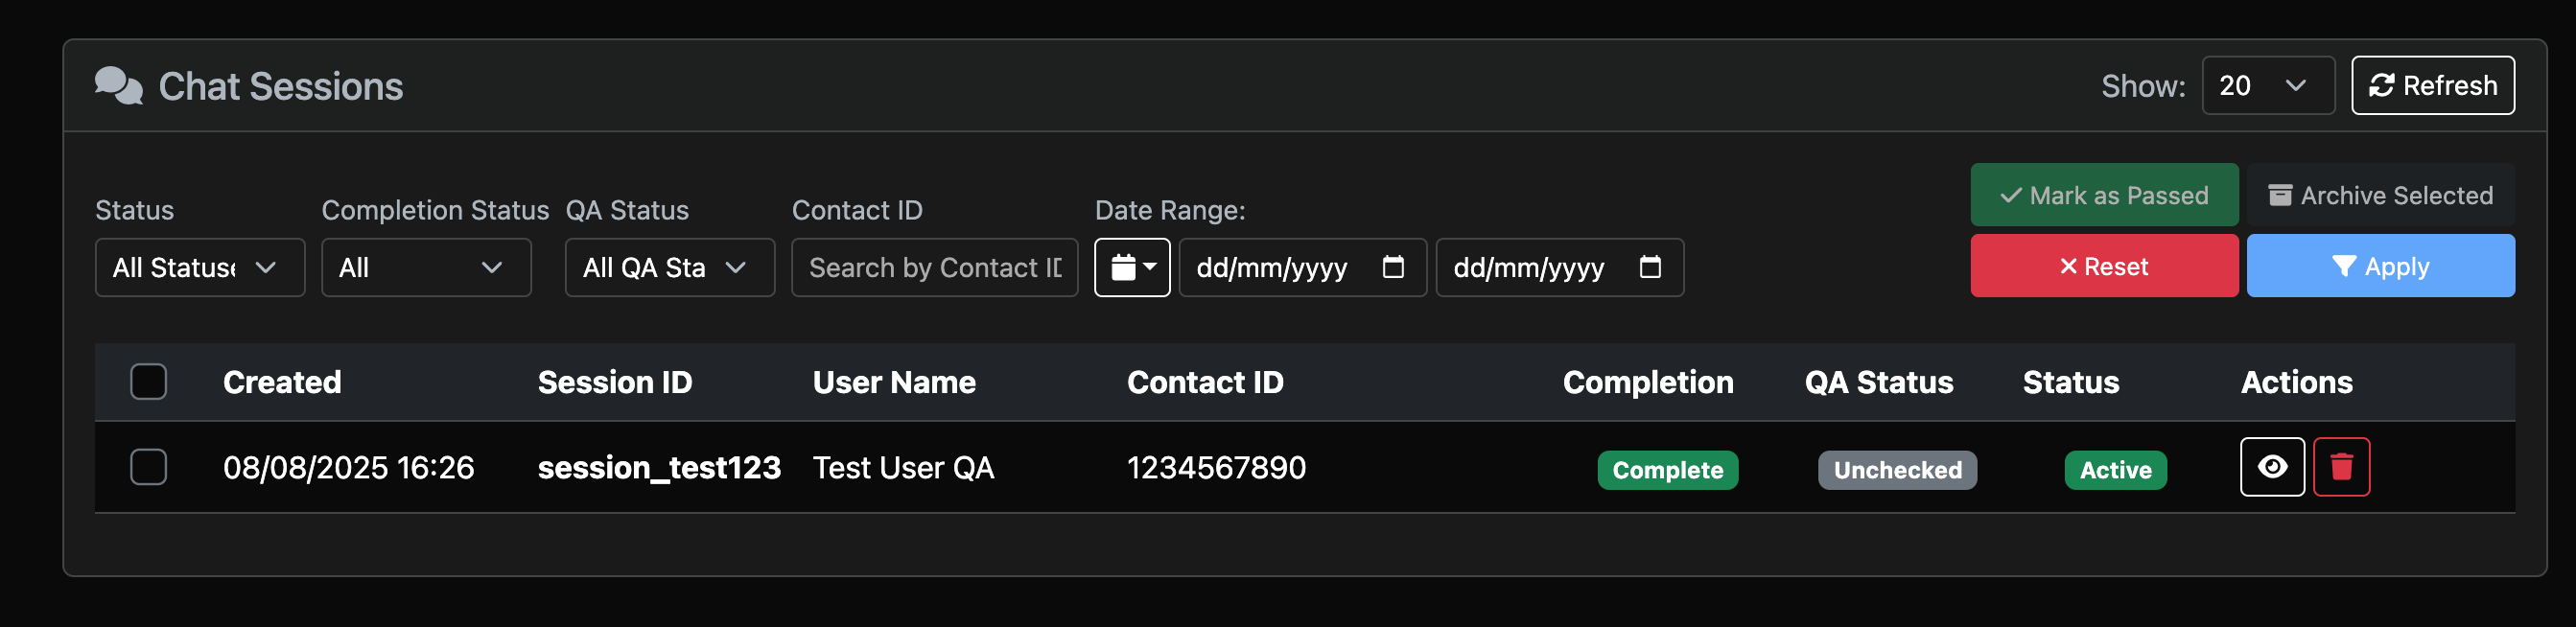 Chat Sessions
Show: 20 Refresh
Mark as Passed Archive Selected
Status Completion Status QA Status Contact ID Date Range:
All Status All QA Sta Search by Contact ID dd/mm/yyyy dd/mm/yyyy
Reset Apply
Created Session ID User Name Contact ID Completion QA Status Status Actions
08/08/2025 16:26 session_test123 Test User QA 1234567890 Complete Unchecked Active